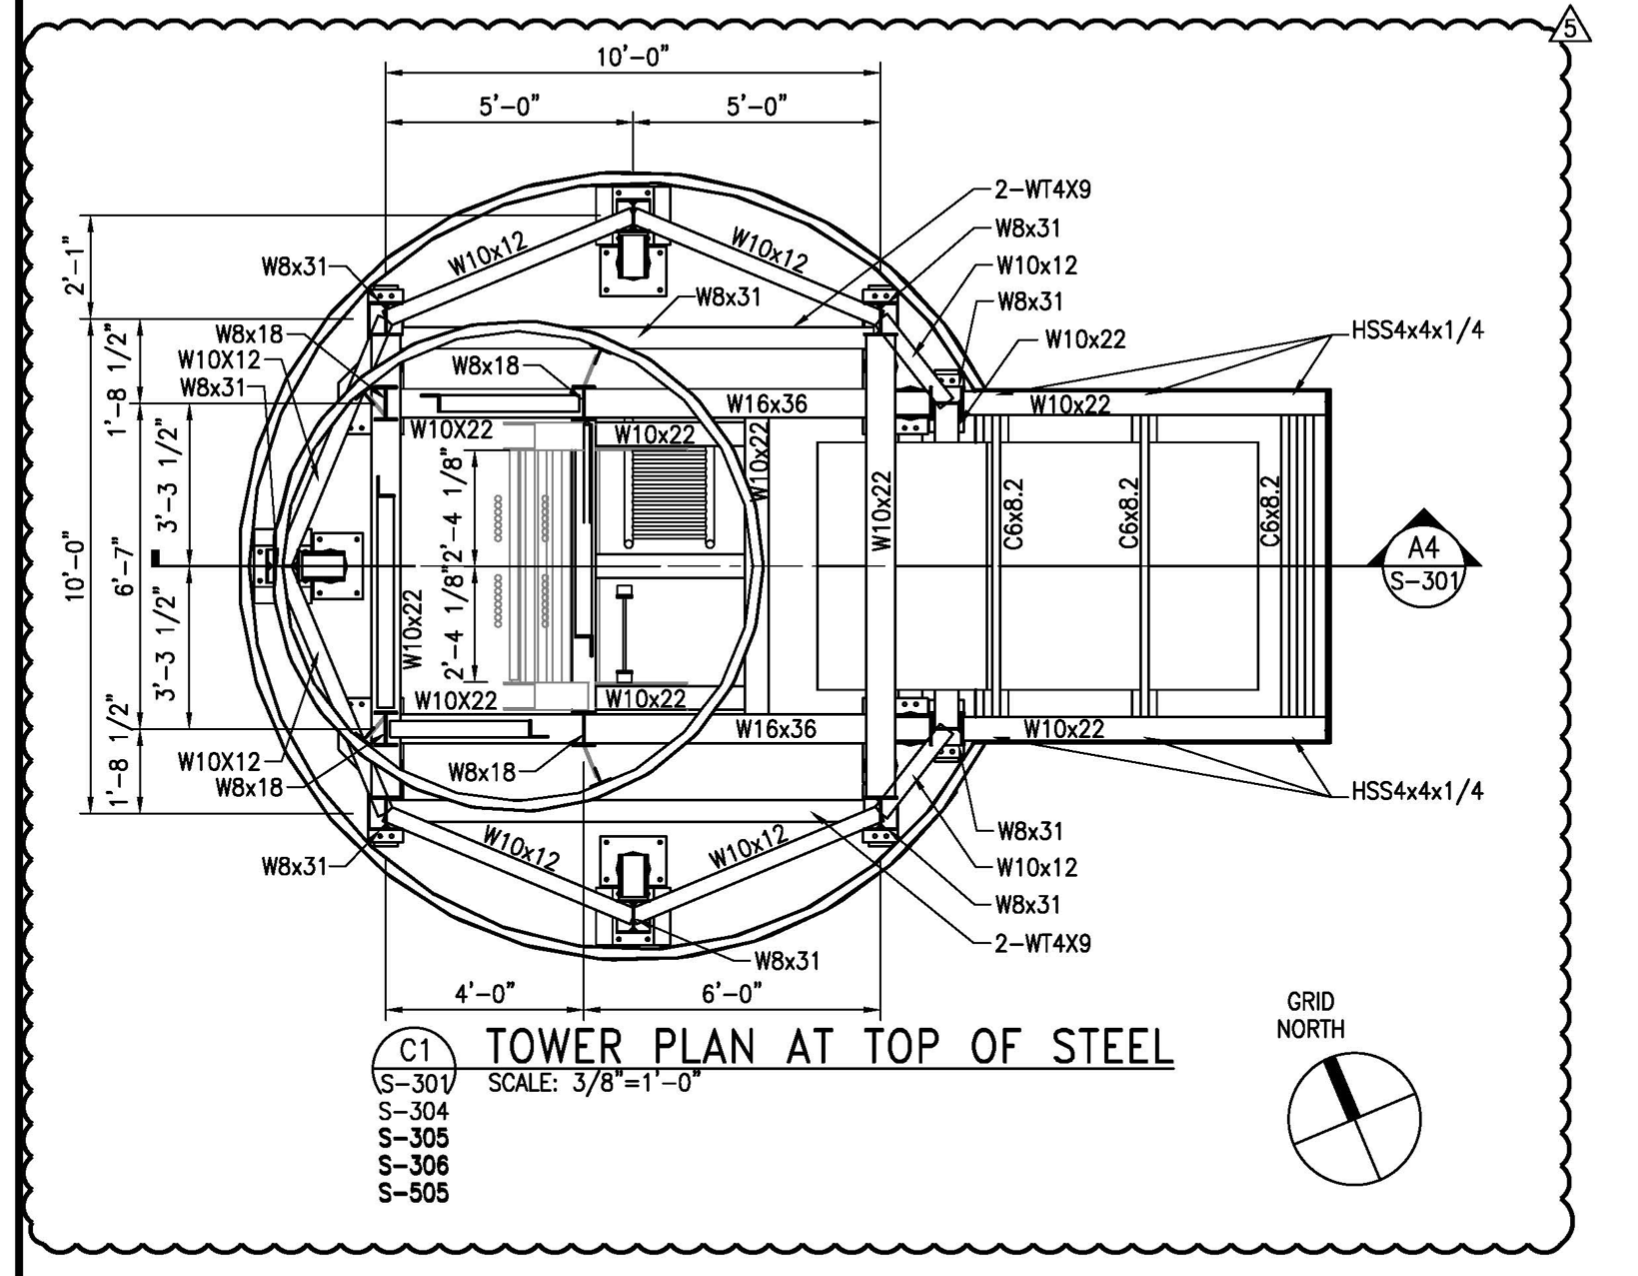 5
10'-0"
5'-0"
5'-0"
2-WT4X9
W8x31
W10x12
W8x31
W10x22
HSS4x4x1/4
W10x12
W10x12
W8x31
2'-1"
W8x31
W8x18
W10X12
W8x31
W8x18
W16x36
W10x22
W10X22
W10x22
W10x22
1'-8 1/2"
3'-3 1/2"
10'-0"
6'-7"
3'-3 1/2"
1'-8 1/2"
2'-4 1/8"
2'-4 1/8"
W10x22
W10x22
C6x8.2
C6x8.2
C6x8.2
A4
S-301
W10X22
W10x22
W16x36
W10x22
W10X12
W8x18
W8x18
HSS4x4x1/4
W8x31
W10x12
W10x12
W8x31
W10x12
W8x31
2-WT4X9
W8x31
4'-0"
6'-0"
C1
S-301
TOWER PLAN AT TOP OF STEEL
SCALE: 3/8"=1'-0"
S-304
S-305
S-306
S-505
GRID
NORTH